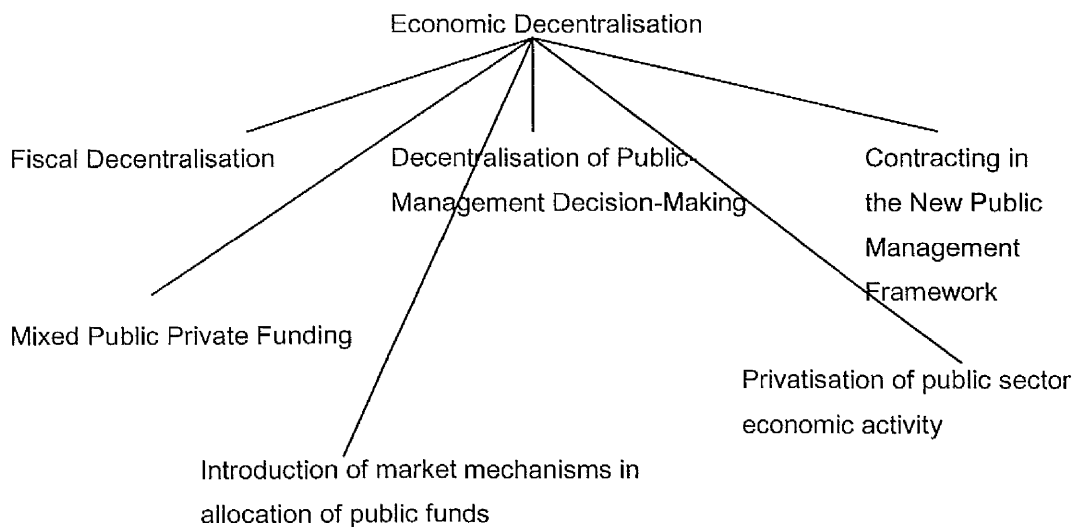 Economic Decentralisation
Fiscal Decentralisation
Decentralisation of Public-
Management Decision-Making
Contracting in
the New Public
Management
Framework
Mixed Public Private Funding
Privatisation of public sector
economic activity
Introduction of market mechanisms in
allocation of public funds